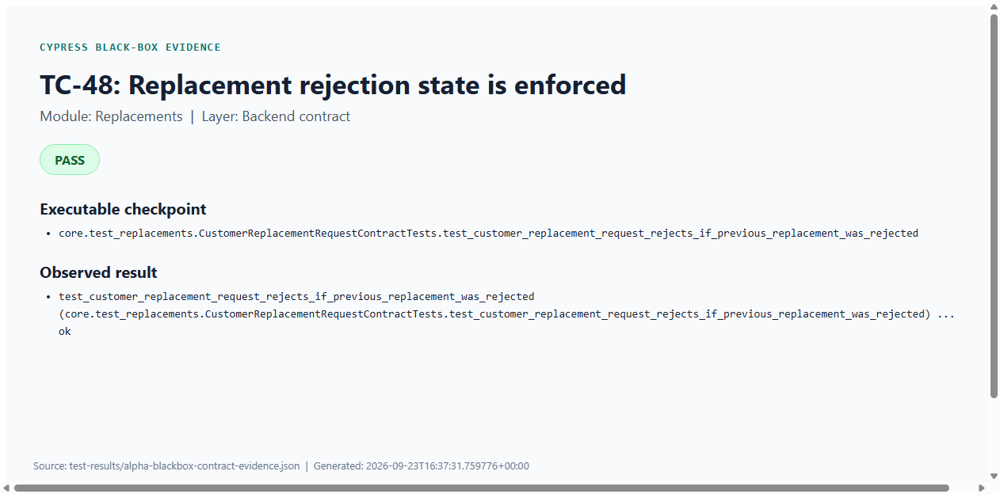 CYPRESS BLACK-BOX EVIDENCE
TC-48: Replacement rejection state is enforced
Module: Replacements | Layer: Backend contract
PASS
Executable checkpoint
• core.test_replacements.CustomerReplacementRequestContractTests.test_customer_replacement_request_rejects_if_previous_replacement_was_rejected
Observed result
• test_customer_replacement_request_rejects_if_previous_replacement_was_rejected
(core.test_replacements.CustomerReplacementRequestContractTests.test_customer_replacement_request_rejects_if_previous_replacement_was_rejected) ...
ok
Source: test-results/alpha-blackbox-contract-evidence.json | Generated: 2026-09-23T16:37:31.759776+00:00